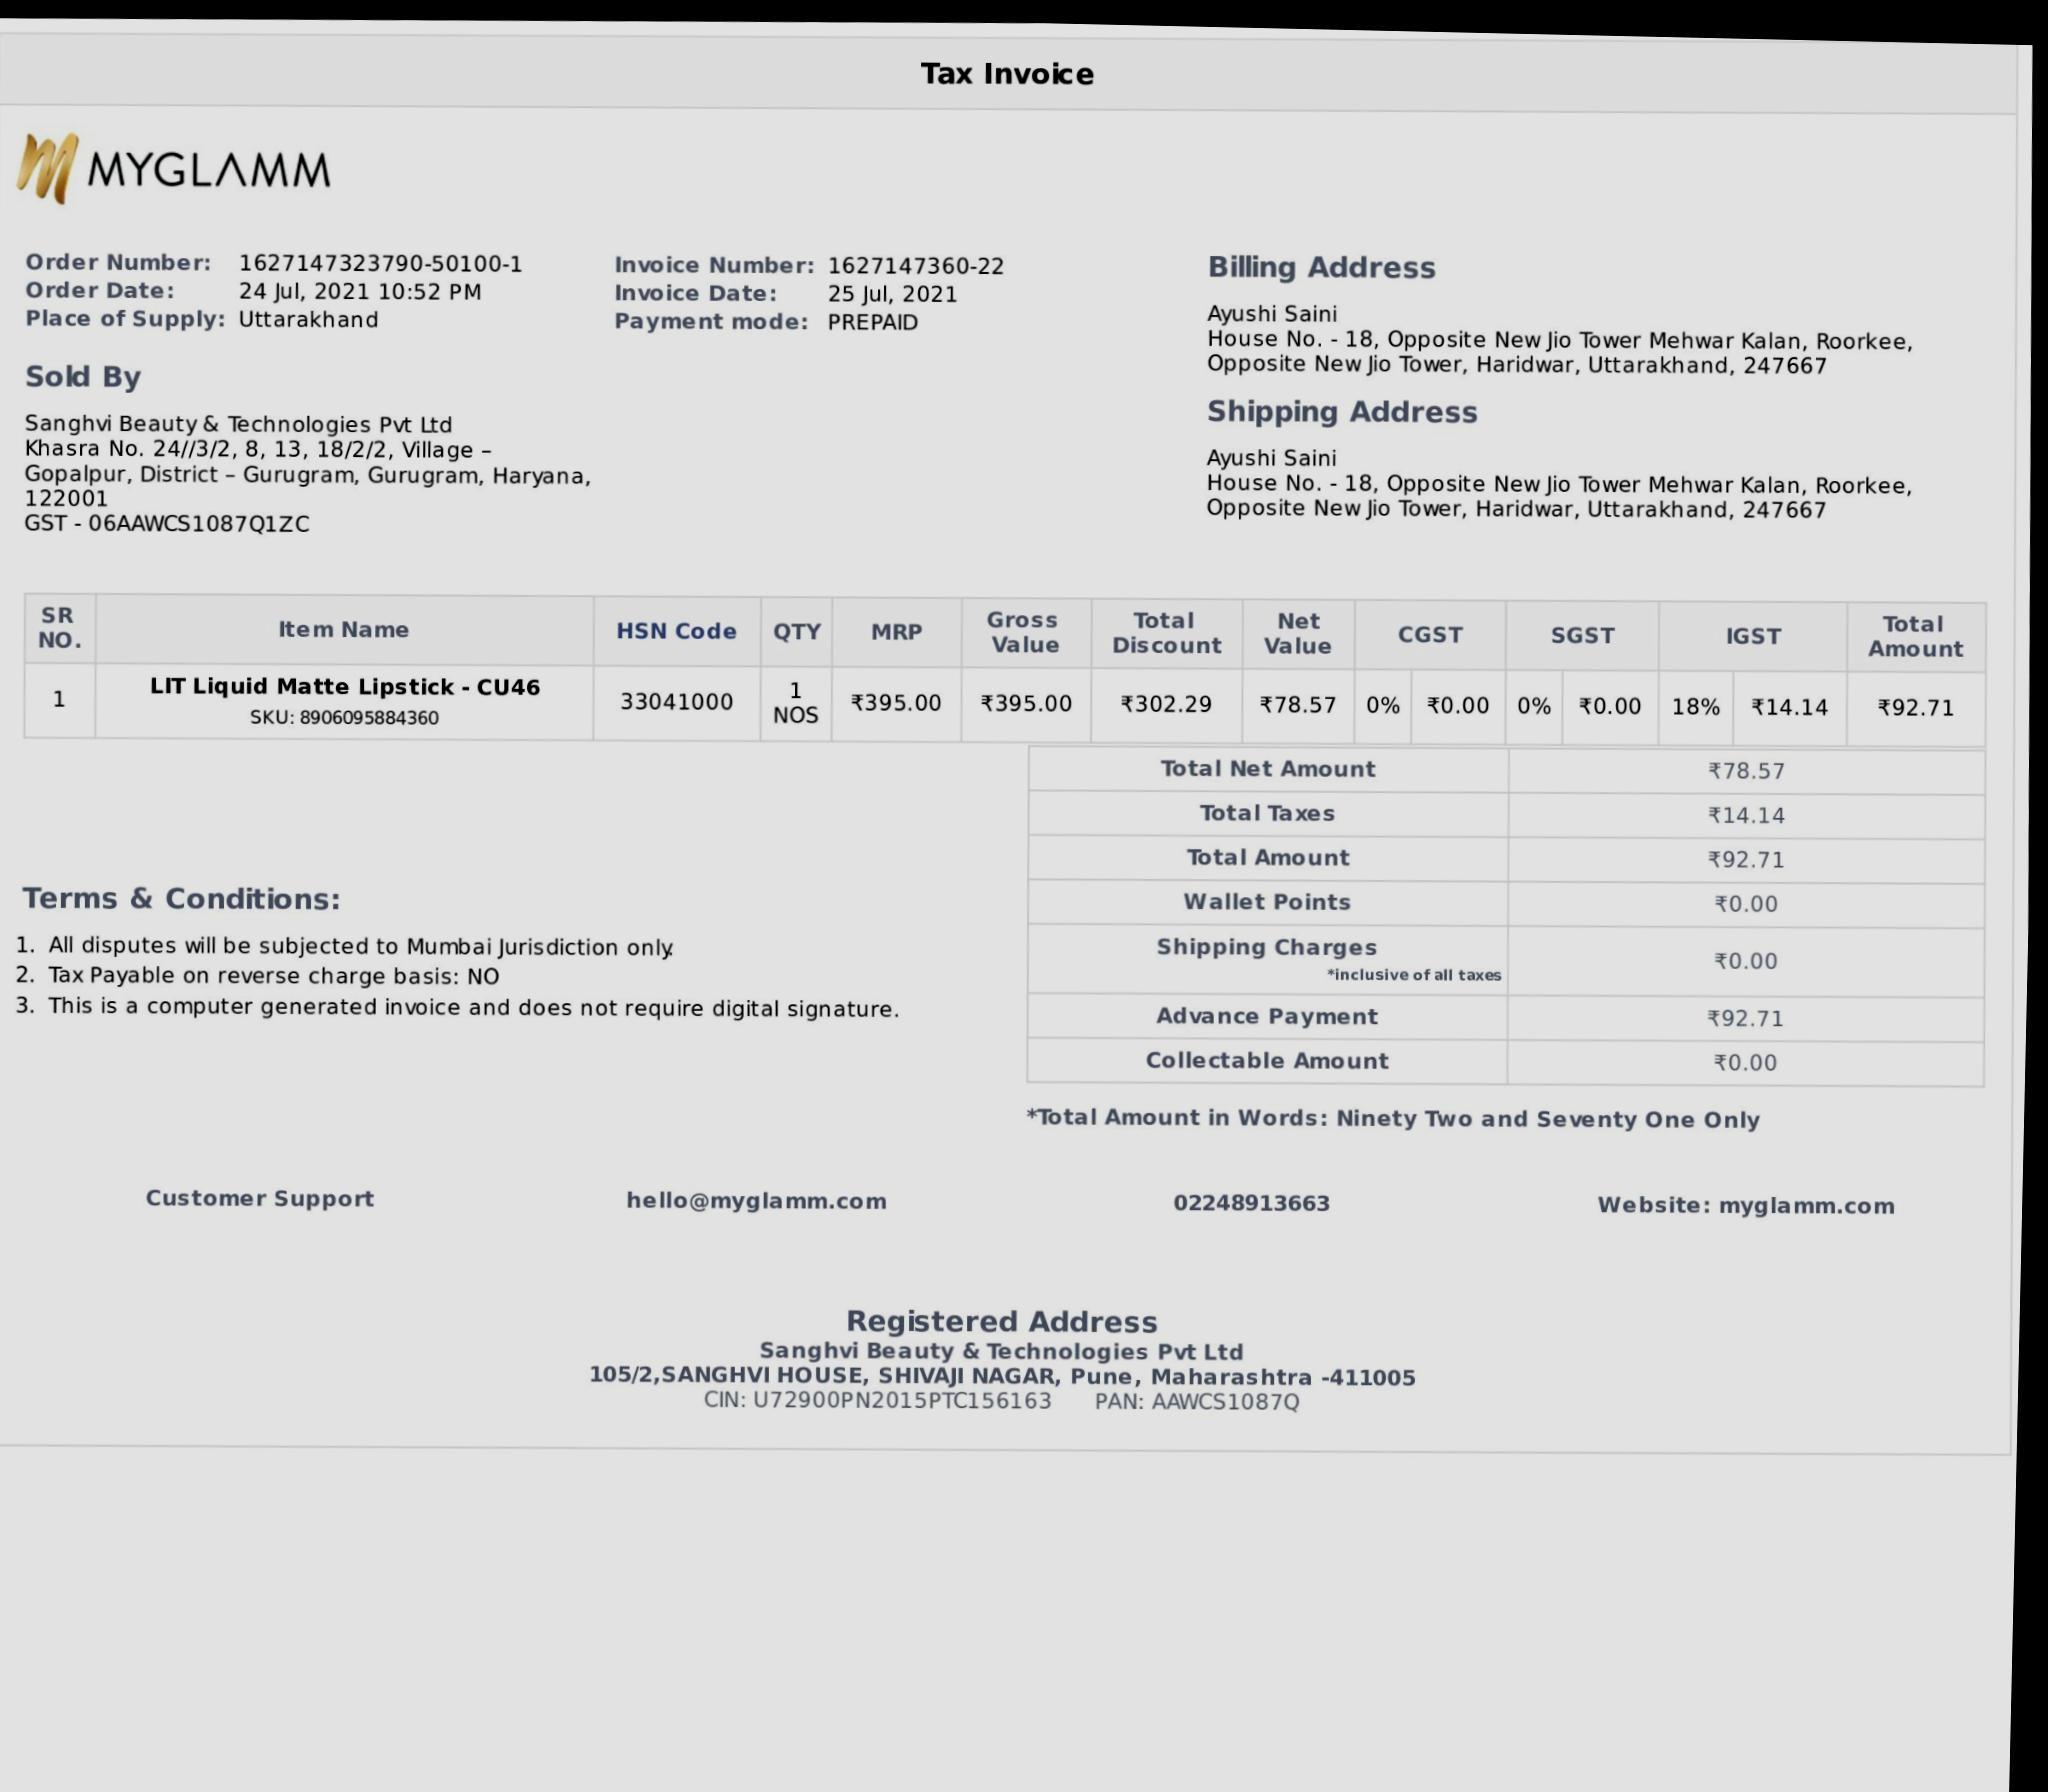 Tax Invoice
MYGLAMM
Order Number: 1627147323790-50100-1
Order Date: 24 Jul, 2021 10:52 PM
Place of Supply: Uttarakhand
Invoice Number: 1627147360-22
Invoice Date: 25 Jul, 2021
Payment mode: PREPAID
Sold By
Sanghvi Beauty & Technologies Pvt Ltd
Khasra No. 24//3/2, 8, 13, 18/2/2, Village –
Gopalpur, District – Gurugram, Gurugram, Haryana,
122001
GST - 06AAWCS1087Q1ZC
Billing Address
Ayushi Saini
House No. - 18, Opposite New Jio Tower Mehwar Kalan, Roorkee,
Opposite New Jio Tower, Haridwar, Uttarakhand, 247667
Shipping Address
Ayushi Saini
House No. - 18, Opposite New Jio Tower Mehwar Kalan, Roorkee,
Opposite New Jio Tower, Haridwar, Uttarakhand, 247667
SR NO. Item Name HSN Code QTY MRP Gross Value Total Discount Net Value CGST SGST IGST Total Amount
1 LIT Liquid Matte Lipstick - CU46 33041000 1 NOS ₹395.00 ₹395.00 ₹302.29 ₹78.57 0% ₹0.00 0% ₹0.00 18% ₹14.14 ₹92.71
SKU: 8906095884360
Total Net Amount ₹78.57
Total Taxes ₹14.14
Total Amount ₹92.71
Wallet Points ₹0.00
Shipping Charges ₹0.00
*inclusive of all taxes
Advance Payment ₹92.71
Collectable Amount ₹0.00
*Total Amount in Words: Ninety Two and Seventy One Only
Terms & Conditions:
1. All disputes will be subjected to Mumbai Jurisdiction only.
2. Tax Payable on reverse charge basis: NO
3. This is a computer generated invoice and does not require digital signature.
Customer Support hello@myglamm.com 02248913663 Website: myglamm.com
Registered Address
Sanghvi Beauty & Technologies Pvt Ltd
105/2,SANGHVI HOUSE, SHIVAJI NAGAR, Pune, Maharashtra -411005
CIN: U72900PN2015PTC156163 PAN: AAWCS1087Q